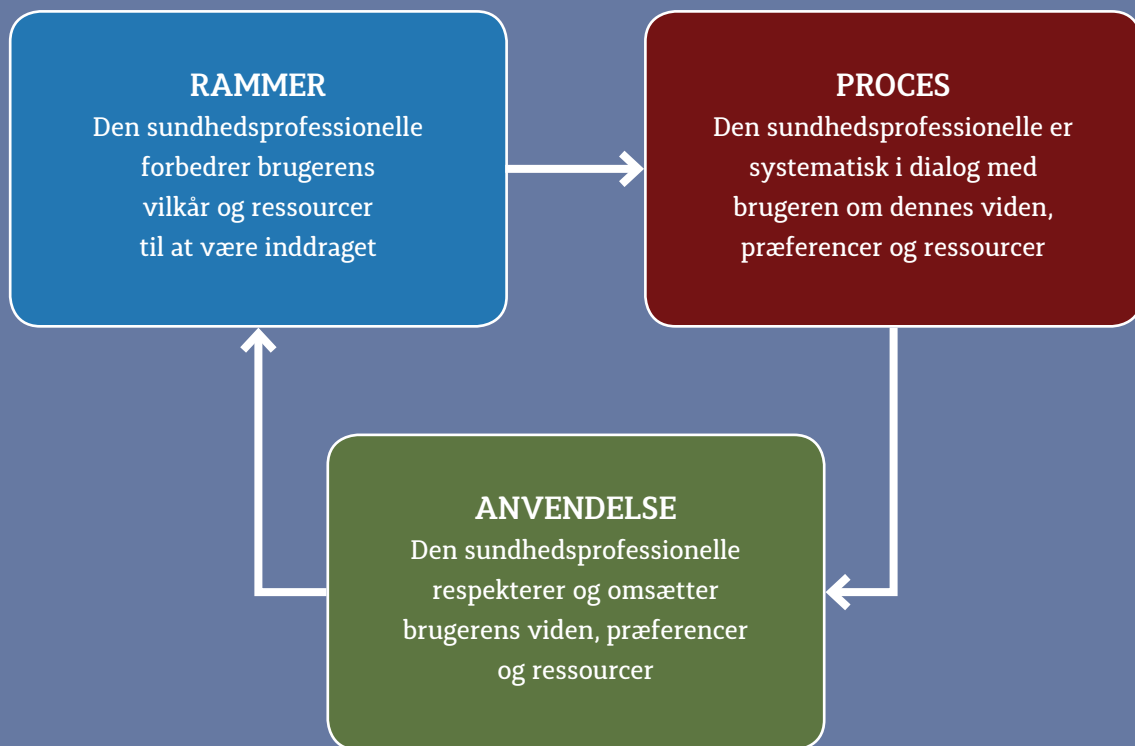 RAMMER
Den sundhedsprofessionelle
forbedrer brugerens
vilkår og ressourcer
til at være inddraget
PROCES
Den sundhedsprofessionelle er
systematisk i dialog med
brugeren om dennes viden,
præferencer og ressourcer
ANVENDELSE
Den sundhedsprofessionelle
respekterer og omsætter
brugerens viden, præferencer
og ressourcer